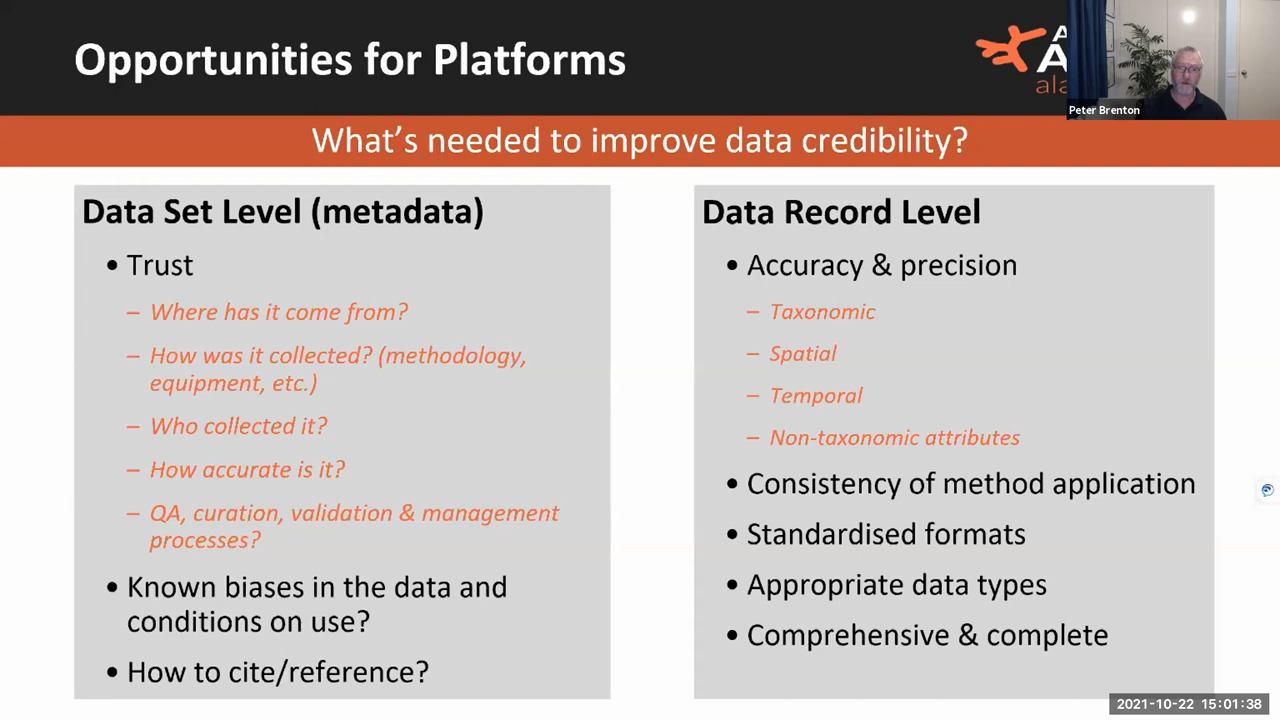 Opportunities for Platforms
A
A
ala
Peter Brenton
What's needed to improve data credibility?
Data Set Level (metadata)
• Trust
– Where has it come from?
– How was it collected? (methodology,
equipment, etc.)
– Who collected it?
– How accurate is it?
– QA, curation, validation & management
processes?
• Known biases in the data and
conditions on use?
• How to cite/reference?
Data Record Level
• Accuracy & precision
– Taxonomic
– Spatial
– Temporal
– Non-taxonomic attributes
• Consistency of method application
• Standardised formats
• Appropriate data types
• Comprehensive & complete
2021-10-22 15:01:38